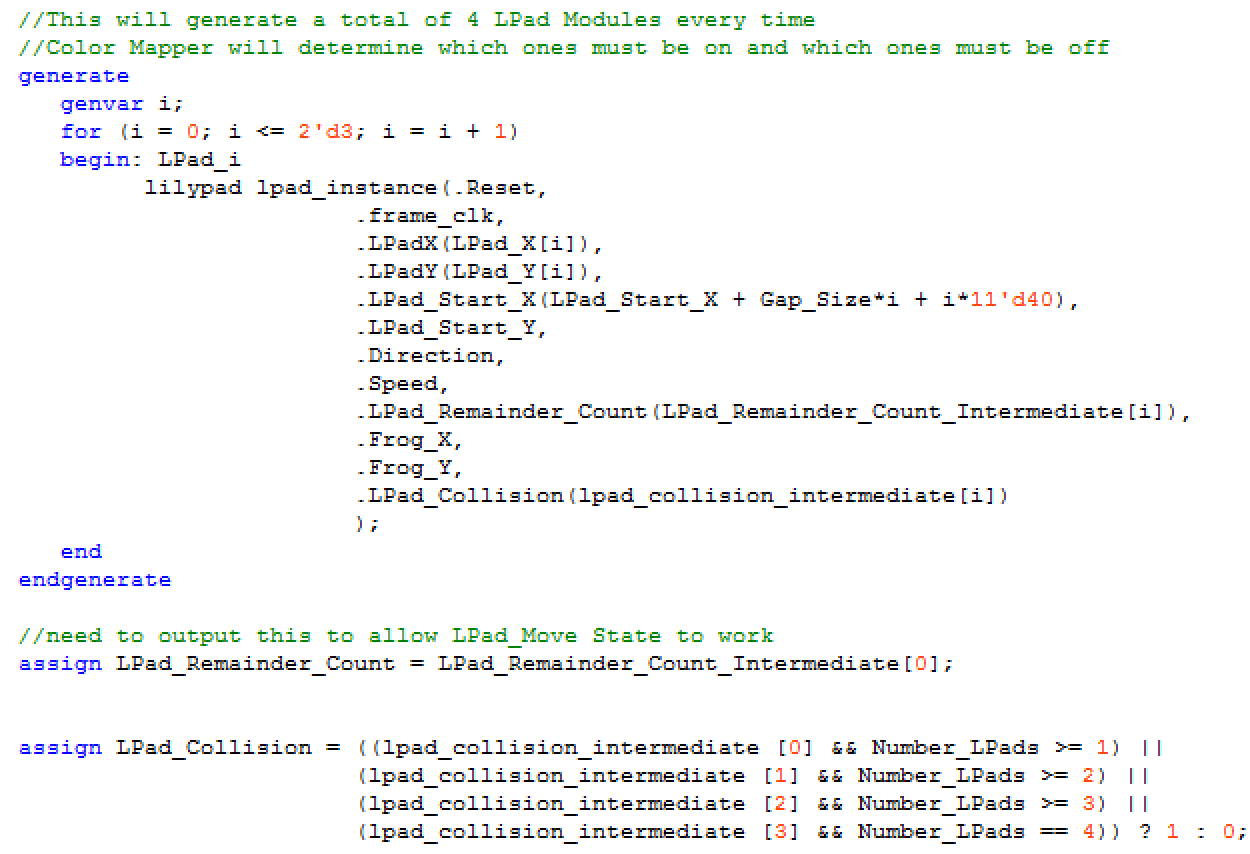 //This will generate a total of 4 LPad Modules every time
//Color Mapper will determine which ones must be on and which ones must be off
generate
   genvar i;
   for (i = 0; i <= 2'd3; i = i + 1)
   begin: LPad_i
         lilypad lpad_instance(.Reset,
                        .frame_clk,
                        .LPadX(LPad_X[i]),
                        .LPadY(LPad_Y[i]),
                        .LPad_Start_X(LPad_Start_X + Gap_Size*i + i*11'd40),
                        .LPad_Start_Y,
                        .Direction,
                        .Speed,
                        .LPad_Remainder_Count(LPad_Remainder_Count_Intermediate[i]),
                        .Frog_X,
                        .Frog_Y,
                        .LPad_Collision(lpad_collision_intermediate[i])
                        );
   end
endgenerate

//need to output this to allow LPad_Move State to work
assign LPad_Remainder_Count = LPad_Remainder_Count_Intermediate[0];


assign LPad_Collision = ((lpad_collision_intermediate [0] && Number_LPads >= 1) ||
                        (lpad_collision_intermediate [1] && Number_LPads >= 2) ||
                        (lpad_collision_intermediate [2] && Number_LPads >= 3) ||
                        (lpad_collision_intermediate [3] && Number_LPads == 4)) ? 1 : 0;